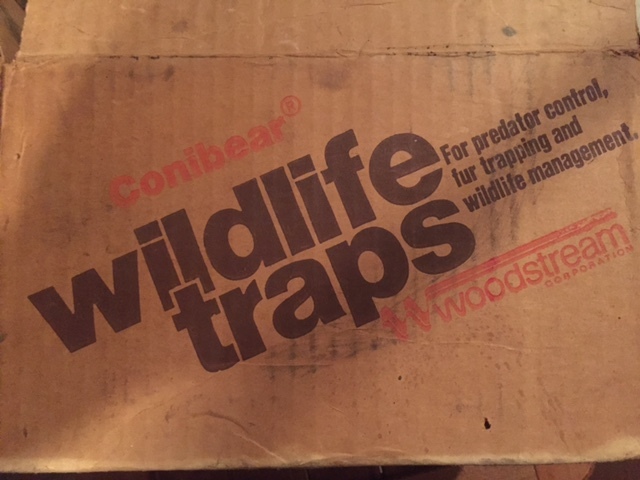 Conibear®
wildlife
traps
For predator control,
fur trapping and
wildlife management.
woodstream
CORPORATION